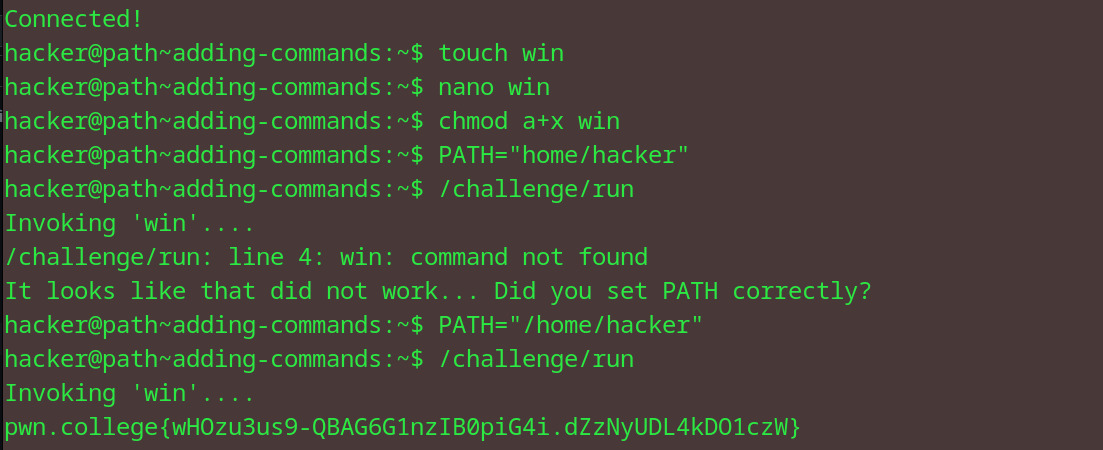 Connected!
hacker@path~adding-commands:~$ touch win
hacker@path~adding-commands:~$ nano win
hacker@path~adding-commands:~$ chmod a+x win
hacker@path~adding-commands:~$ PATH="home/hacker"
hacker@path~adding-commands:~$ /challenge/run
Invoking 'win'....
/challenge/run: line 4: win: command not found
It looks like that did not work... Did you set PATH correctly?
hacker@path~adding-commands:~$ PATH="/home/hacker"
hacker@path~adding-commands:~$ /challenge/run
Invoking 'win'....
pwn.college{wHOzu3us9-QBAG6G1nzIB0piG4i.dZzNyUDL4kDO1czW}